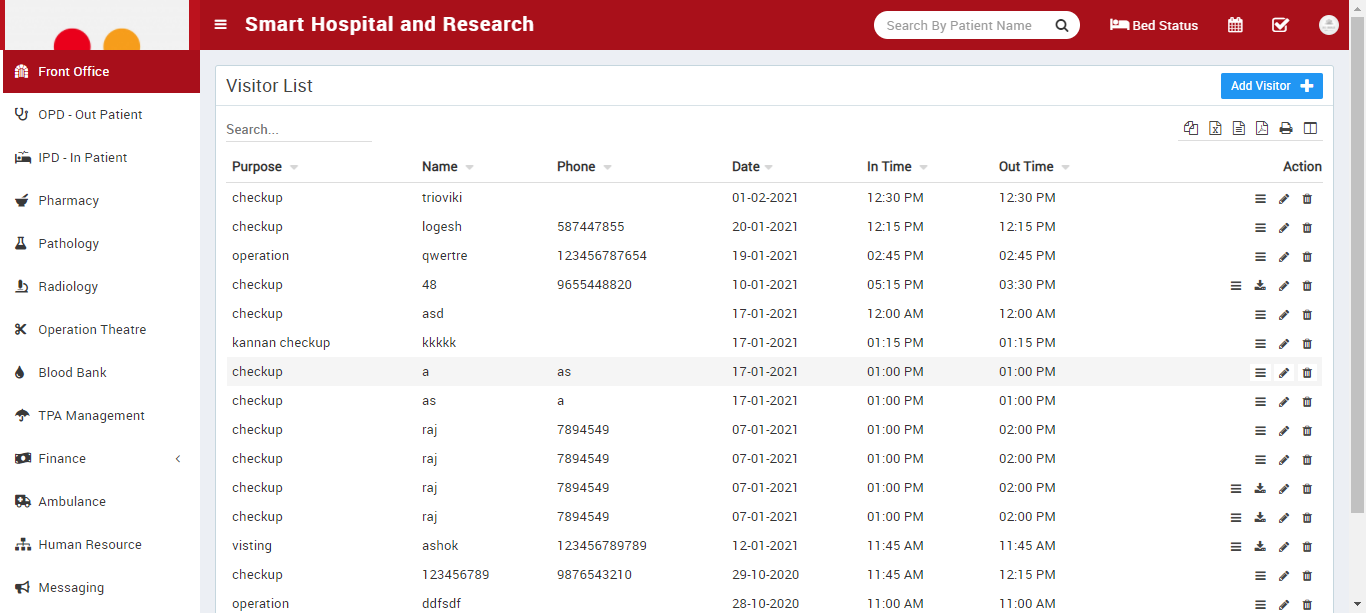 Smart Hospital and Research
Search By Patient Name
Bed Status
Front Office
OPD - Out Patient
IPD - In Patient
Pharmacy
Pathology
Radiology
Operation Theatre
Blood Bank
TPA Management
Finance
Ambulance
Human Resource
Messaging
Visitor List
Add Visitor
Search...
Purpose Name Phone Date In Time Out Time Action
checkup trioviki 01-02-2021 12:30 PM 12:30 PM
checkup logesh 587447855 20-01-2021 12:15 PM 12:15 PM
operation qwertre 123456787654 19-01-2021 02:45 PM 02:45 PM
checkup 48 9655448820 10-01-2021 05:15 PM 03:30 PM
checkup asd 17-01-2021 12:00 AM 12:00 AM
kannan checkup kkkkk 17-01-2021 01:15 PM 01:15 PM
checkup a as 17-01-2021 01:00 PM 01:00 PM
checkup as a 17-01-2021 01:00 PM 01:00 PM
checkup raj 7894549 07-01-2021 01:00 PM 02:00 PM
checkup raj 7894549 07-01-2021 01:00 PM 02:00 PM
checkup raj 7894549 07-01-2021 01:00 PM 02:00 PM
checkup raj 7894549 07-01-2021 01:00 PM 02:00 PM
visting ashok 123456789789 12-01-2021 11:45 AM 11:45 AM
checkup 123456789 9876543210 29-10-2020 11:45 AM 12:15 PM
operation ddfsdf 28-10-2020 11:00 AM 11:00 AM